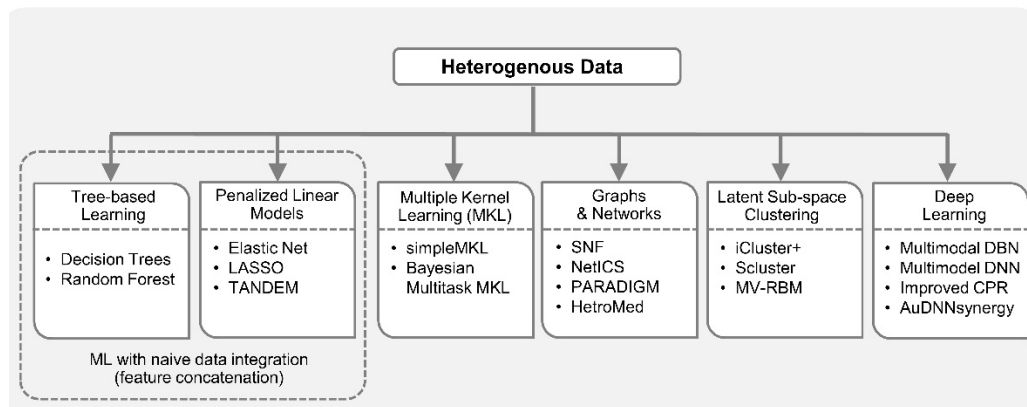 Heterogenous Data
Tree-based
Learning
• Decision Trees
• Random Forest
Penalized Linear
Models
• Elastic Net
• LASSO
• TANDEM
Multiple Kernel
Learning (MKL)
• simpleMKL
• Bayesian
Multitask MKL
Graphs
& Networks
• SNF
• NetICS
• PARADIGM
• HetroMed
Latent Sub-space
Clustering
• iCluster+
• Scluster
• MV-RBM
Deep
Learning
• Multimodal DBN
• Multimodel DNN
• Improved CPR
• AuDNNsynergy
ML with naive data integration
(feature concatenation)